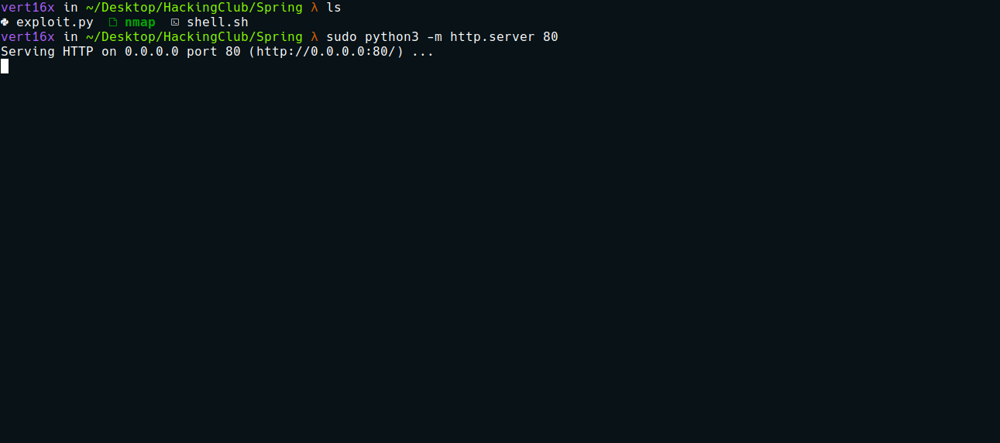 vert16x in ~/Desktop/HackingClub/Spring λ ls
exploit.py nmap shell.sh
vert16x in ~/Desktop/HackingClub/Spring λ sudo python3 -m http.server 80
Serving HTTP on 0.0.0.0 port 80 (http://0.0.0.0:80/) ...